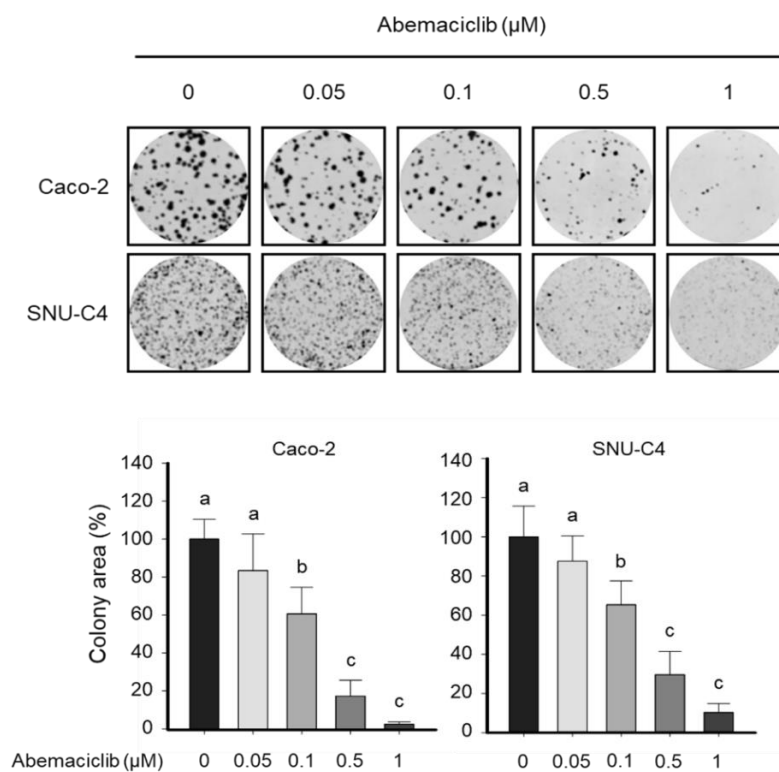 Abemaciclib (µM)
0 0.05 0.1 0.5 1
Caco-2
SNU-C4
Caco-2
SNU-C4
Colony area (%)
140
120
100
80
60
40
20
0
a a b c c
140
120
100
80
60
40
20
0
a a b c c
Abemaciclib (µM) 0 0.05 0.1 0.5 1 0 0.05 0.1 0.5 1